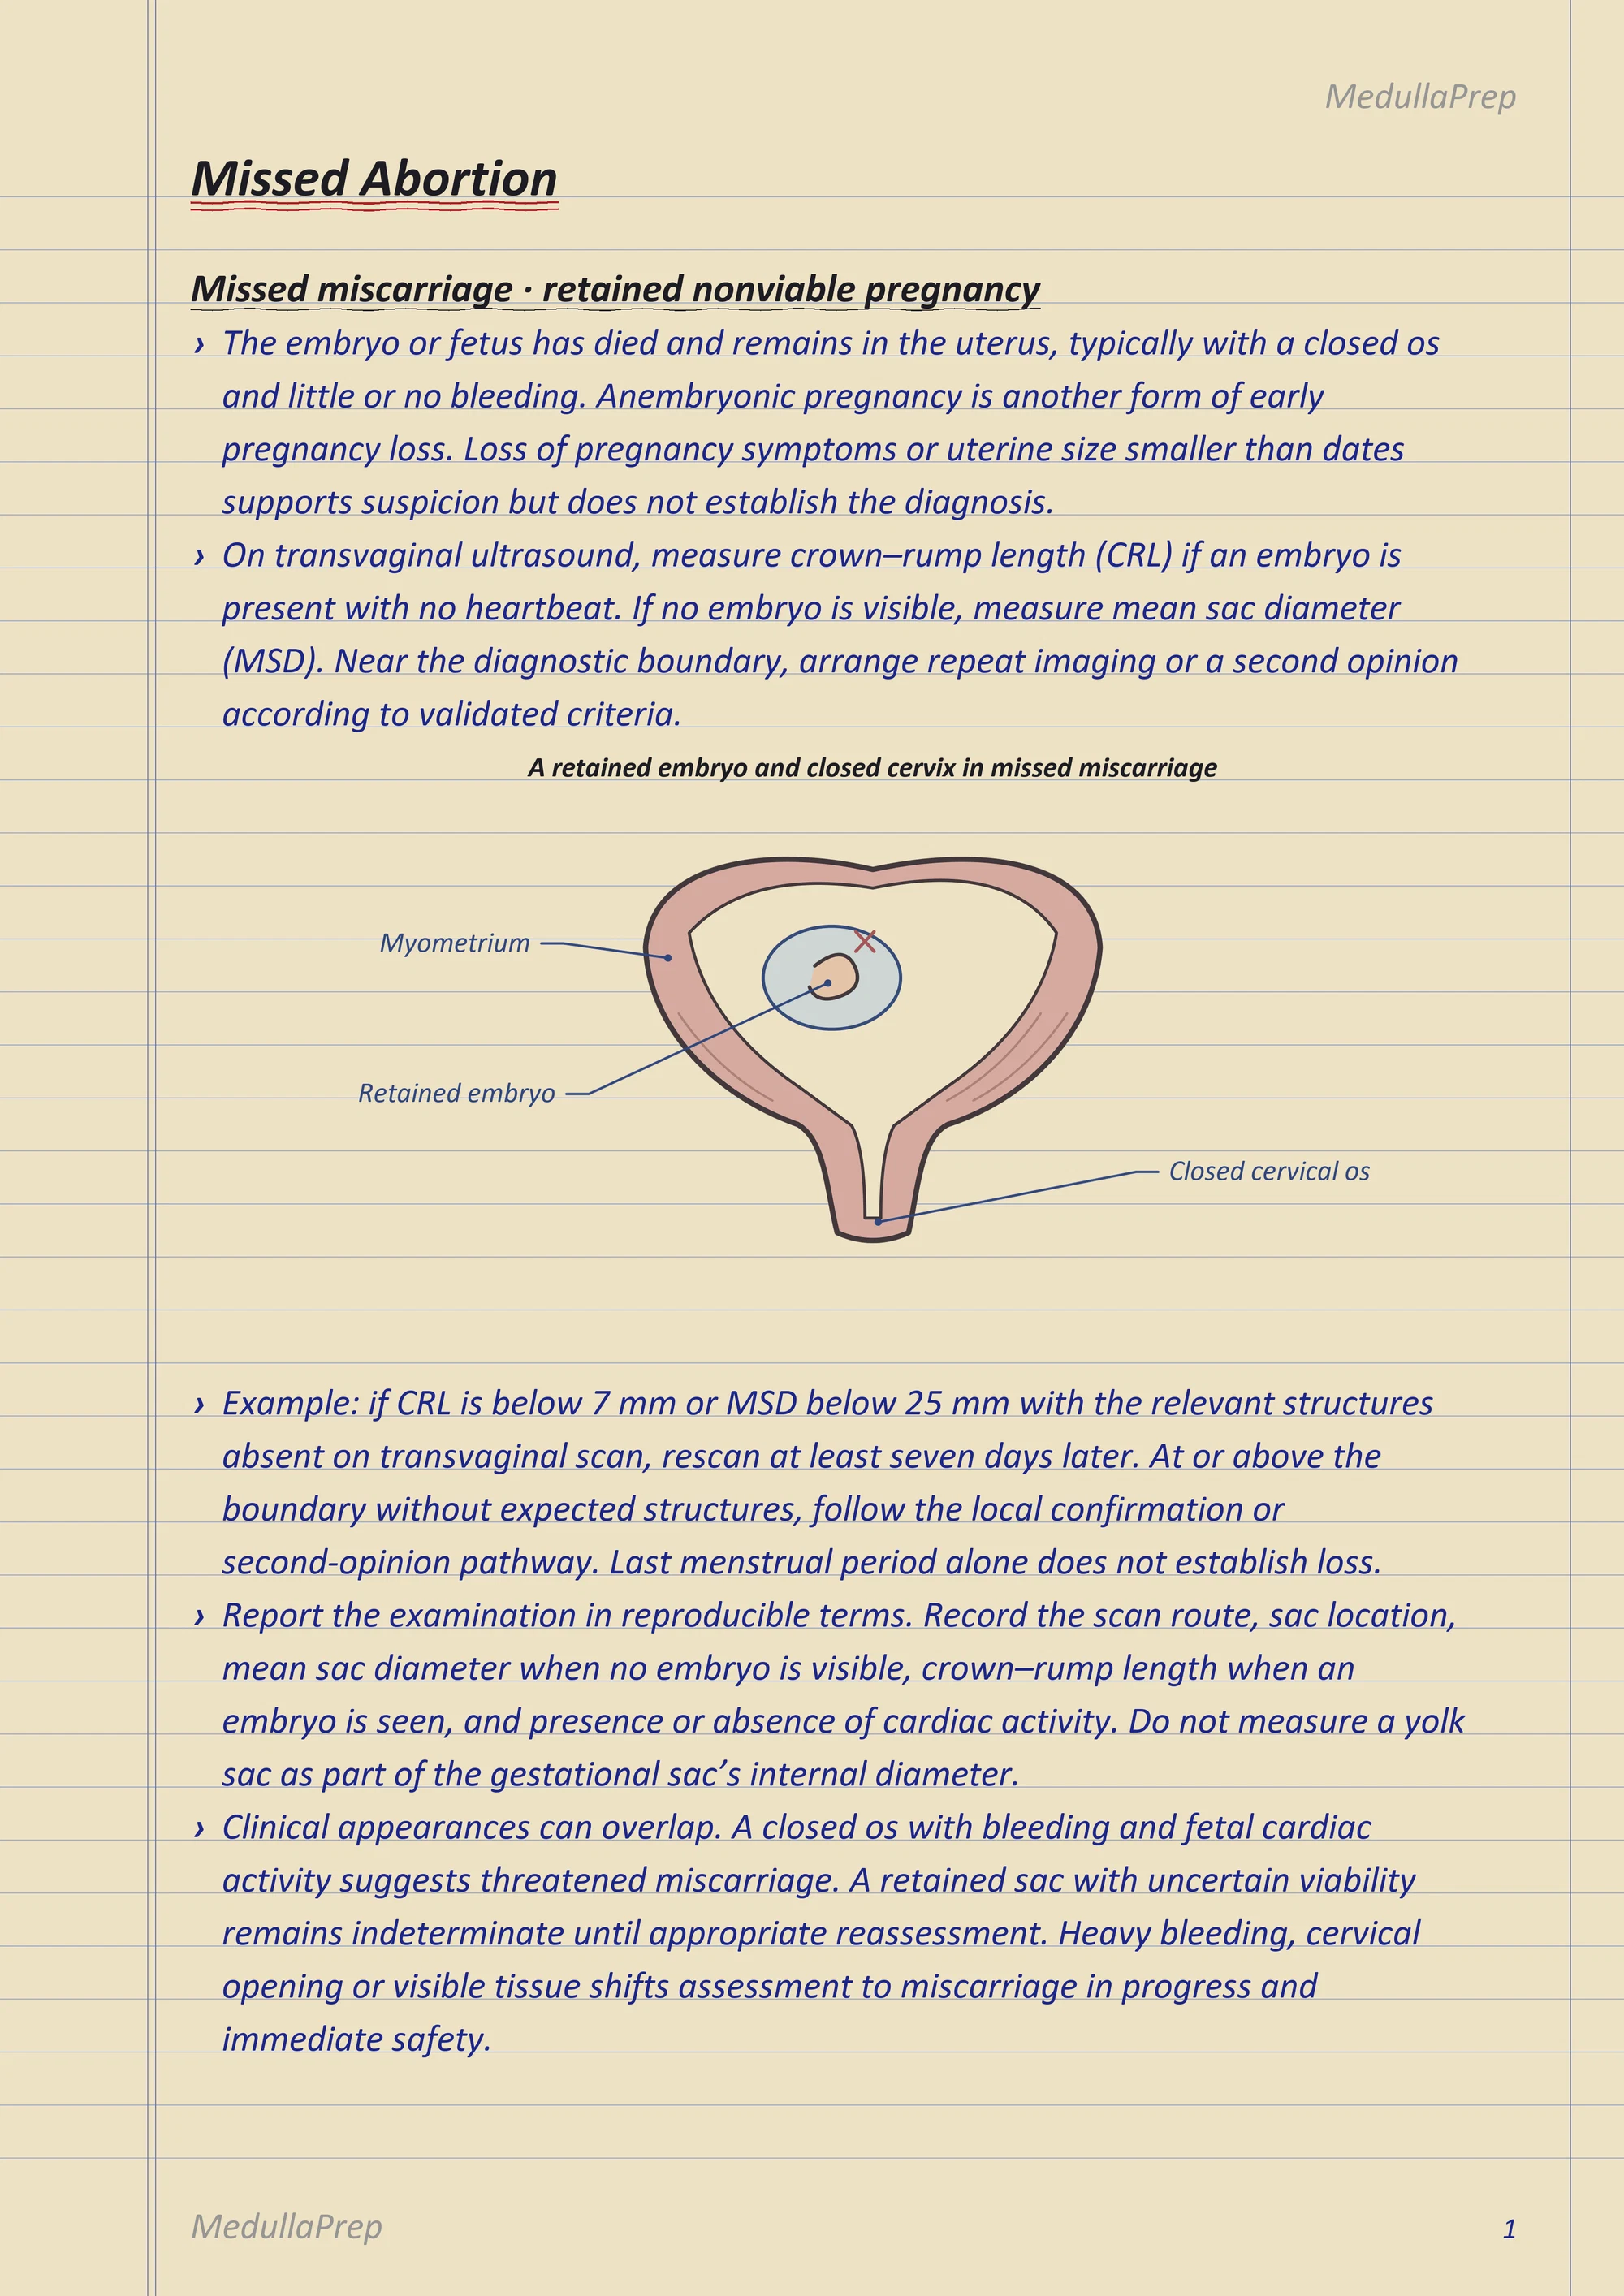 MedullaPrep
Missed Abortion
Missed miscarriage · retained nonviable pregnancy
› The embryo or fetus has died and remains in the uterus, typically with a closed os
and little or no bleeding. Anembryonic pregnancy is another form of early
pregnancy loss. Loss of pregnancy symptoms or uterine size smaller than dates
supports suspicion but does not establish the diagnosis.
› On transvaginal ultrasound, measure crown–rump length (CRL) if an embryo is
present with no heartbeat. If no embryo is visible, measure mean sac diameter
(MSD). Near the diagnostic boundary, arrange repeat imaging or a second opinion
according to validated criteria.
A retained embryo and closed cervix in missed miscarriage
Myometrium
Retained embryo
Closed cervical os
› Example: if CRL is below 7 mm or MSD below 25 mm with the relevant structures
absent on transvaginal scan, rescan at least seven days later. At or above the
boundary without expected structures, follow the local confirmation or
second-opinion pathway. Last menstrual period alone does not establish loss.
› Report the examination in reproducible terms. Record the scan route, sac location,
mean sac diameter when no embryo is visible, crown–rump length when an
embryo is seen, and presence or absence of cardiac activity. Do not measure a yolk
sac as part of the gestational sac’s internal diameter.
› Clinical appearances can overlap. A closed os with bleeding and fetal cardiac
activity suggests threatened miscarriage. A retained sac with uncertain viability
remains indeterminate until appropriate reassessment. Heavy bleeding, cervical
opening or visible tissue shifts assessment to miscarriage in progress and
immediate safety.
MedullaPrep
1